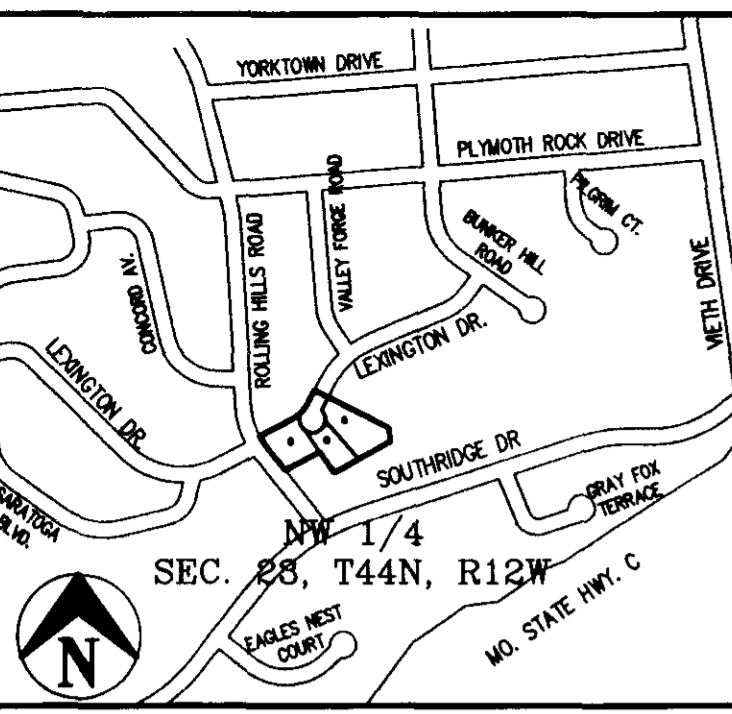 YORKTOWN DRIVE
PLYMOTH ROCK DRIVE
PILGRIM CT.
VALLEY FORGE ROAD
BUNKER HILL
ROAD
ROLLING HILLS ROAD
CONCORD AV.
VIETH DRIVE
LEXINGTON DR.
LEXINGTON DR.
SOUTHRIDGE DR
SARATOGA
BLVD.
GRAY FOX
TERRACE
NW 1/4
SEC. 28, T44N, R12W
EAGLES NEST
COURT
MO. STATE HWY. C
N